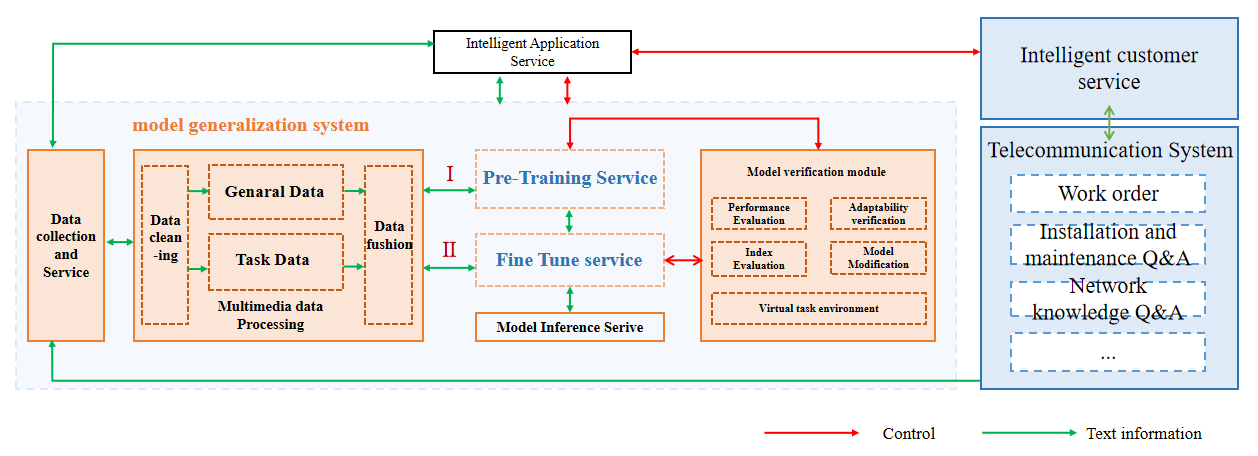 Intelligent Application
Service
Intelligent customer
service
model generalization system
Data
collection
and
Service
Data
clean
-ing
Genaral Data
Task Data
Multimedia data
Processing
Data
fushion
I
II
Pre-Training Service
Fine Tune service
Model Inference Serive
Model verification module
Performance
Evaluation
Adaptability
verification
Index
Evaluation
Model
Modification
Virtual task environment
Telecommunication System
Work order
Installation and
maintenance Q&A
Network
knowledge Q&A
...
Control
Text information